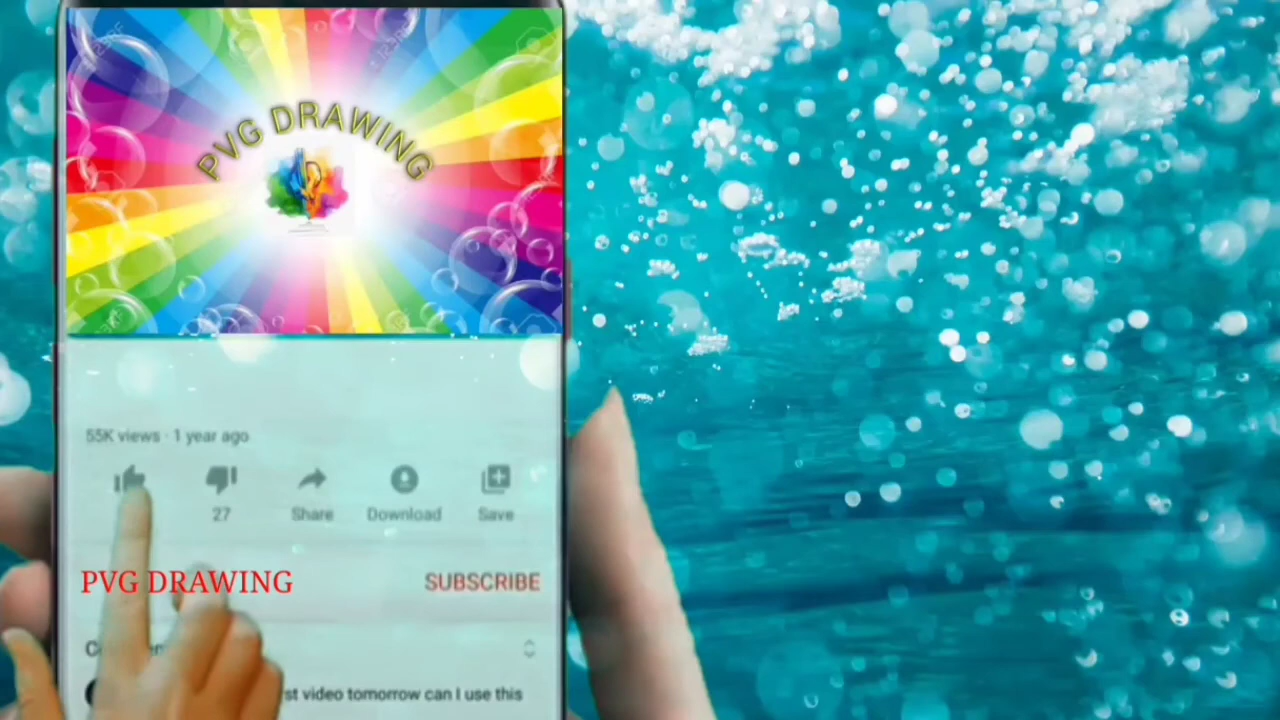 PVG DRAWING
55K views · 1 year ago
27 Share Download Save
PVG DRAWING SUBSCRIBE
st video tomorrow can I use this